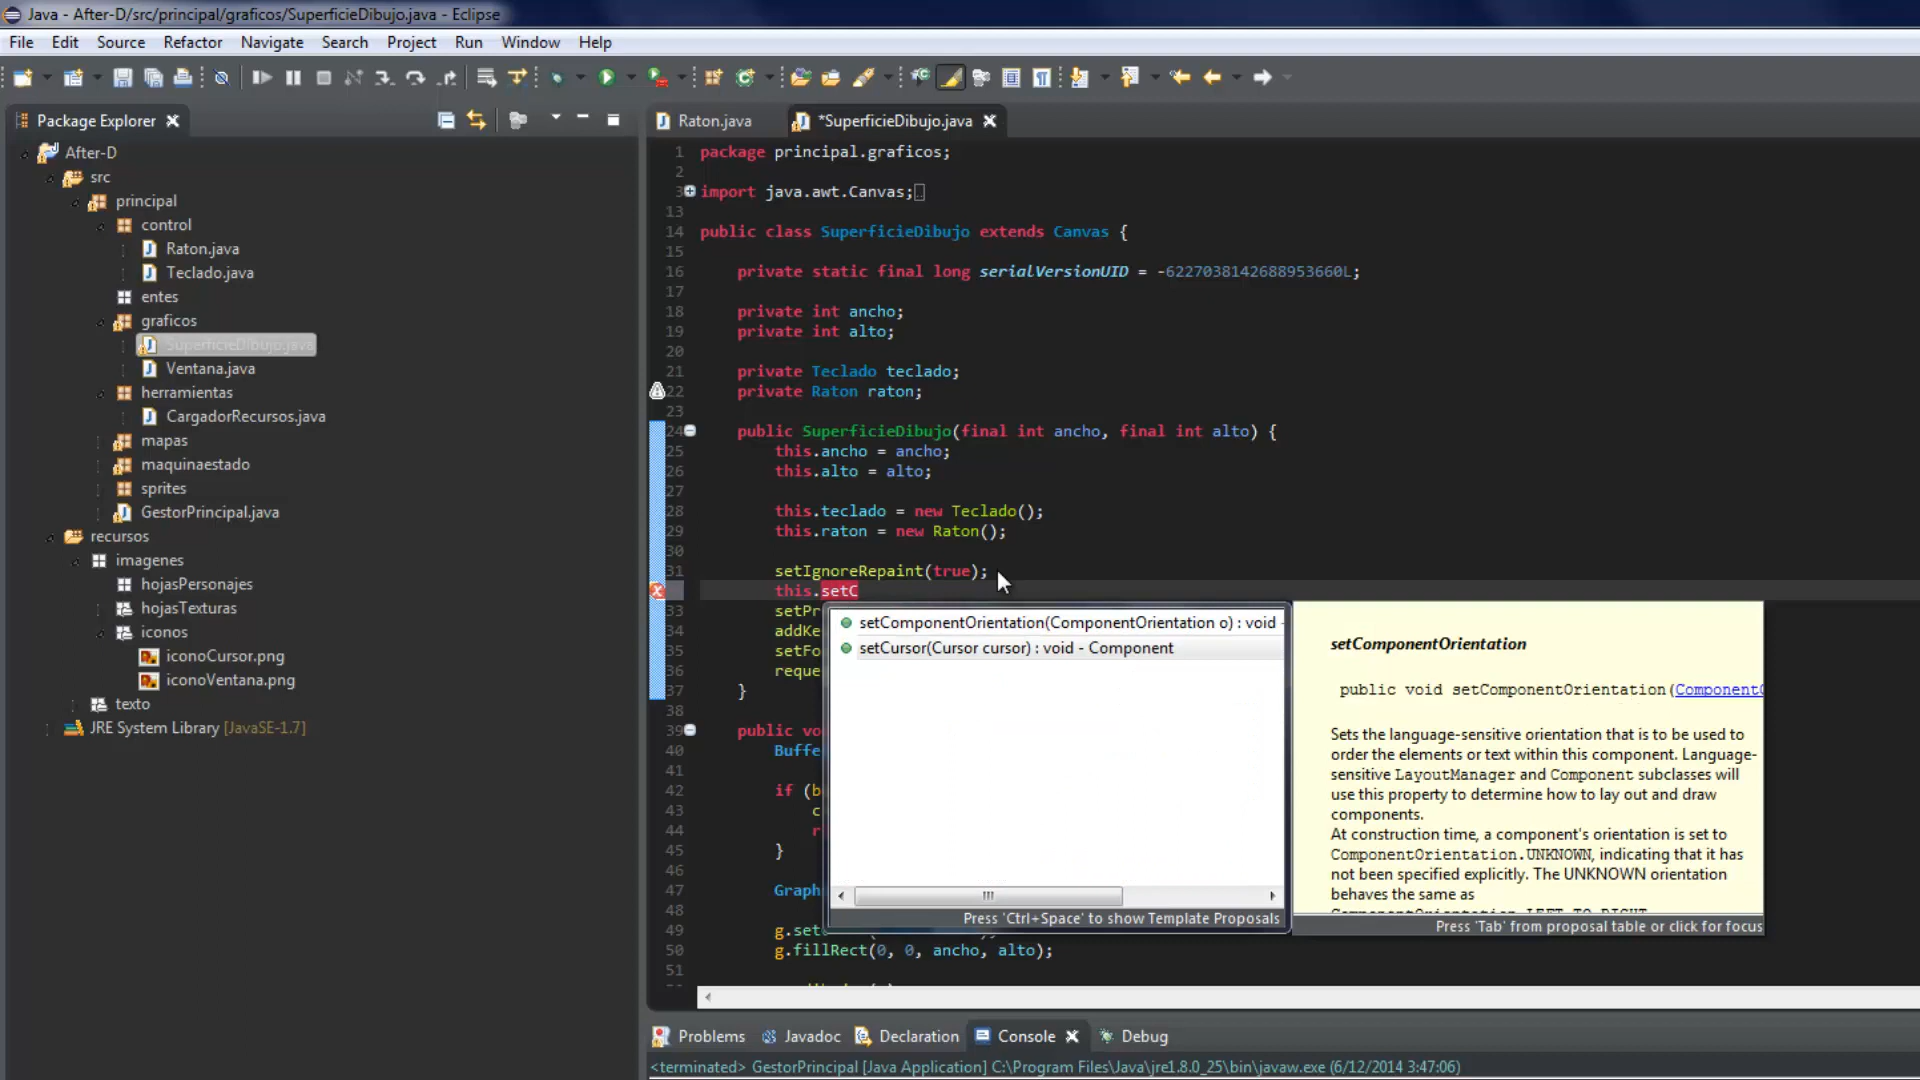 Java - After-D/src/principal/graficos/SuperficieDibujo.java - Eclipse
File Edit Source Refactor Navigate Search Project Run Window Help
Package Explorer
After-D
src
principal
control
Raton.java
Teclado.java
entes
graficos
SuperficieDibujo.java
Ventana.java
herramientas
CargadorRecursos.java
mapas
maquinaestado
sprites
GestorPrincipal.java
recursos
imagenes
hojasPersonajes
hojasTexturas
iconos
iconoCursor.png
iconoVentana.png
texto
JRE System Library [JavaSE-1.7]
Raton.java *SuperficieDibujo.java
1 package principal.graficos;
2
3 import java.awt.Canvas;
13
14 public class SuperficieDibujo extends Canvas {
15
16 private static final long serialVersionUID = -6227038142688953660L;
17
18 private int ancho;
19 private int alto;
20
21 private Teclado teclado;
22 private Raton raton;
23
24 public SuperficieDibujo(final int ancho, final int alto) {
25 this.ancho = ancho;
26 this.alto = alto;
27
28 this.teclado = new Teclado();
29 this.raton = new Raton();
30
31 setIgnoreRepaint(true);
this.setC
33 setPr
34 addKe
35 setFo
36 reque
37 }
38
39 public vo
40 Buffe
41
42 if (b
43 c
44 r
45 }
46
47 Graph
48
49 g.set
50 g.fillRect(0, 0, ancho, alto);
51
setComponentOrientation(ComponentOrientation o) : void -
setCursor(Cursor cursor) : void - Component
Press 'Ctrl+Space' to show Template Proposals
setComponentOrientation
public void setComponentOrientation(ComponentO
Sets the language-sensitive orientation that is to be used to
order the elements or text within this component. Language-
sensitive LayoutManager and Component subclasses will
use this property to determine how to lay out and draw
components.
At construction time, a component's orientation is set to
ComponentOrientation.UNKNOWN, indicating that it has
not been specified explicitly. The UNKNOWN orientation
behaves the same as
Press 'Tab' from proposal table or click for focus
Problems Javadoc Declaration Console Debug
<terminated> GestorPrincipal [Java Application] C:\Program Files\Java\jre1.8.0_25\bin\javaw.exe (6/12/2014 3:47:06)